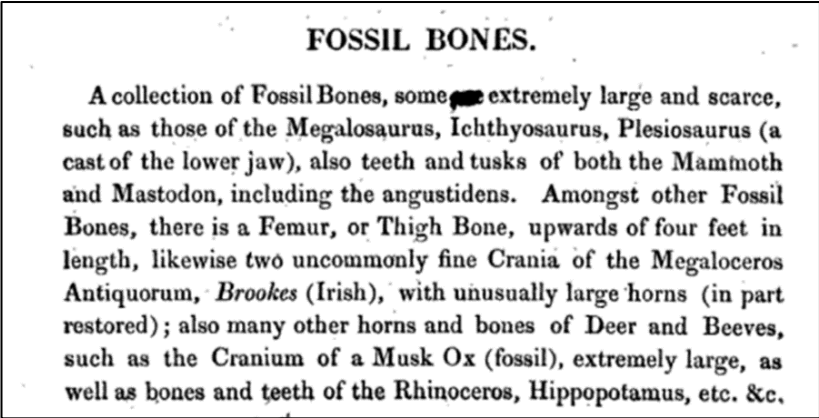 FOSSIL BONES.
A collection of Fossil Bones, some extremely large and scarce,
such as those of the Megalosaurus, Ichthyosaurus, Plesiosaurus (a
cast of the lower jaw), also teeth and tusks of both the Mammoth
and Mastodon, including the angustidens. Amongst other Fossil
Bones, there is a Femur, or Thigh Bone, upwards of four feet in
length, likewise two uncommonly fine Crania of the Megaloceros
Antiquorum, Brookes (Irish), with unusually large horns (in part
restored); also many other horns and bones of Deer and Beeves,
such as the Cranium of a Musk Ox (fossil), extremely large, as
well as bones and teeth of the Rhinoceros, Hippopotamus, etc. &c.